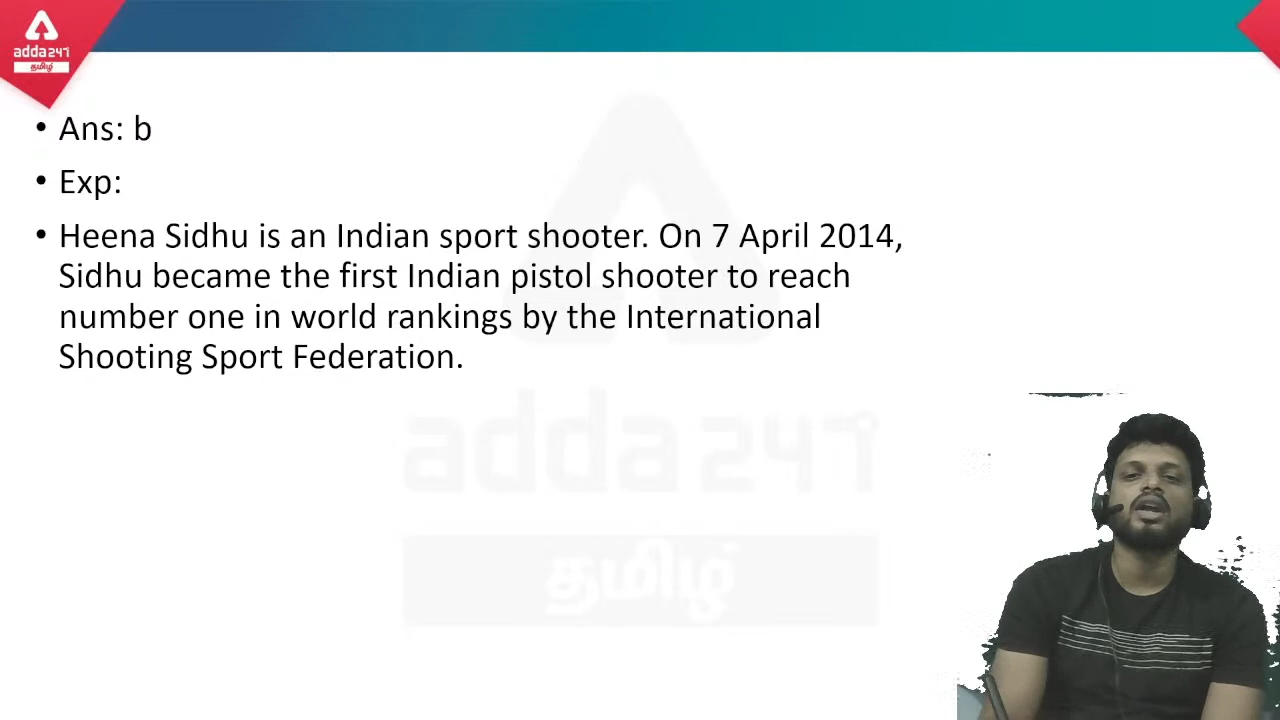 adda247
தமிழ்
• Ans: b
• Exp:
• Heena Sidhu is an Indian sport shooter. On 7 April 2014,
Sidhu became the first Indian pistol shooter to reach
number one in world rankings by the International
Shooting Sport Federation.
adda247
தமிழ்